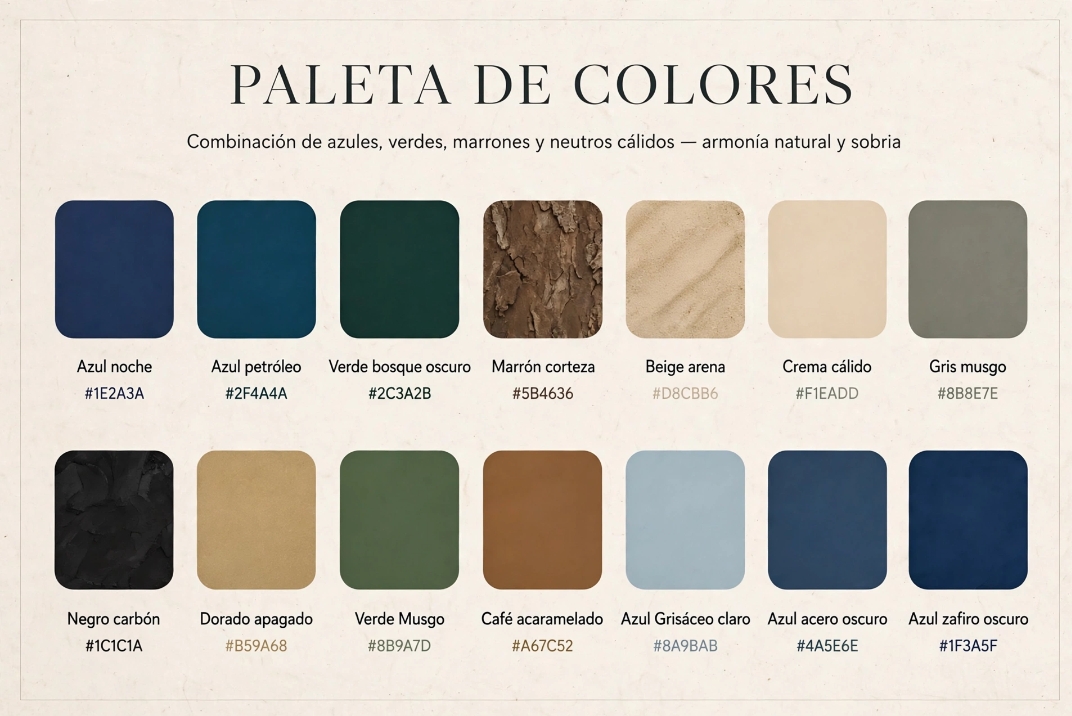 PALETA DE COLORES
Combinación de azules, verdes, marrones y neutros cálidos — armonía natural y sobria
Azul noche
#1E2A3A
Azul petróleo
#2F4A4A
Verde bosque oscuro
#2C3A2B
Marrón corteza
#5B4636
Beige arena
#D8CBB6
Crema cálido
#F1EADD
Gris musgo
#8B8E7E
Negro carbón
#1C1C1A
Dorado apagado
#B59A68
Verde Musgo
#8B9A7D
Café acaramelado
#A67C52
Azul Grisáceo claro
#8A9BAB
Azul acero oscuro
#4A5E6E
Azul zafiro oscuro
#1F3A5F